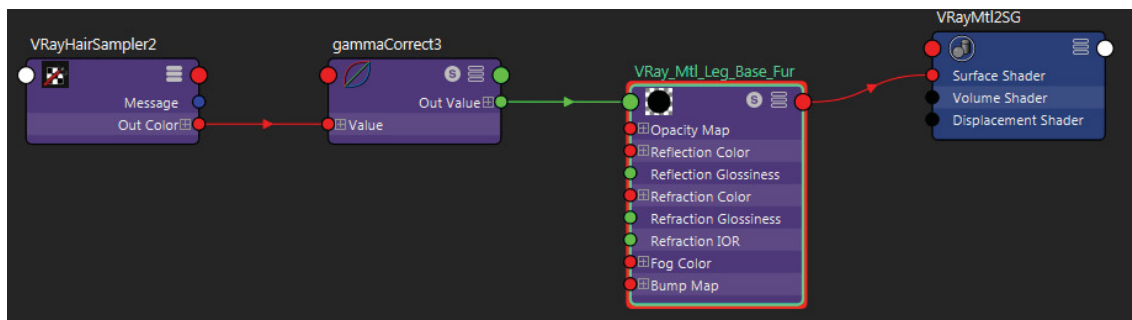 VRayHairSampler2
Message
Out Color
gammaCorrect3
S
Out Value
Value
VRay_Mtl_Leg_Base_Fur
S
Opacity Map
Reflection Color
Reflection Glossiness
Refraction Color
Refraction Glossiness
Refraction IOR
Fog Color
Bump Map
VRayMtl2SG
Surface Shader
Volume Shader
Displacement Shader